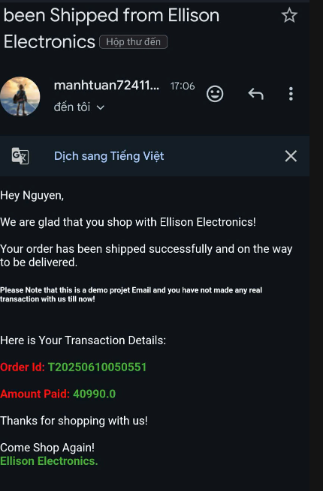 been Shipped from Ellison
Electronics Hộp thư đến
manhtuan72411... 17:06
đến tôi
Dịch sang Tiếng Việt
Hey Nguyen,
We are glad that you shop with Ellison Electronics!
Your order has been shipped successfully and on the way
to be delivered.
Please Note that this is a demo projet Email and you have not made any real
transaction with us till now!
Here is Your Transaction Details:
Order Id: T20250610050551
Amount Paid: 40990.0
Thanks for shopping with us!
Come Shop Again!
Ellison Electronics.